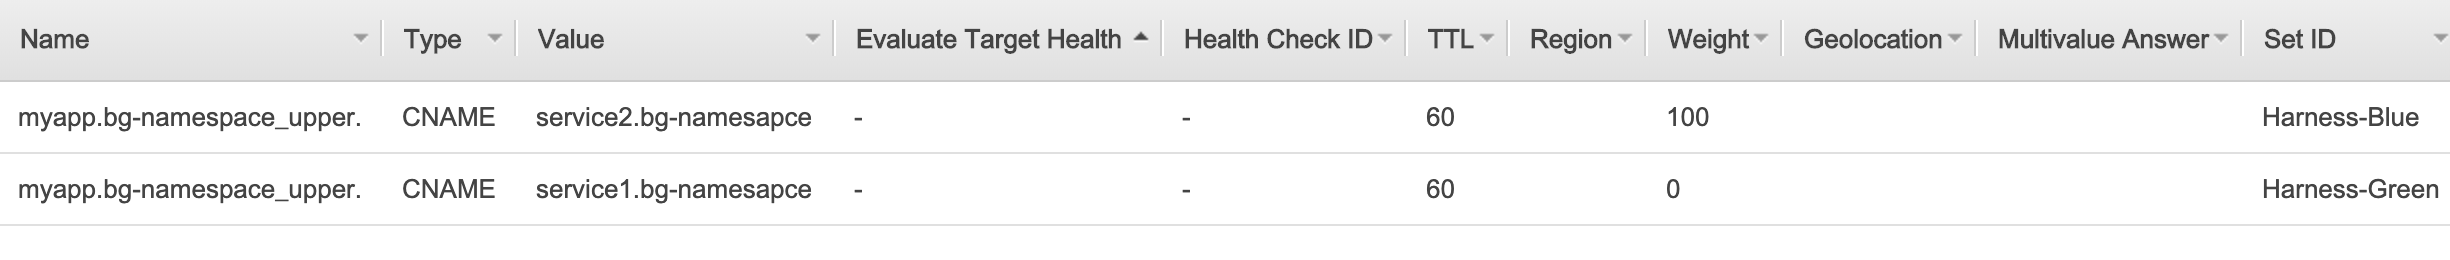 Name Type Value Evaluate Target Health Health Check ID TTL Region Weight Geolocation Multivalue Answer Set ID
myapp.bg-namespace_upper. CNAME service2.bg-namesapce - - 60 100 Harness-Blue
myapp.bg-namespace_upper. CNAME service1.bg-namesapce - - 60 0 Harness-Green